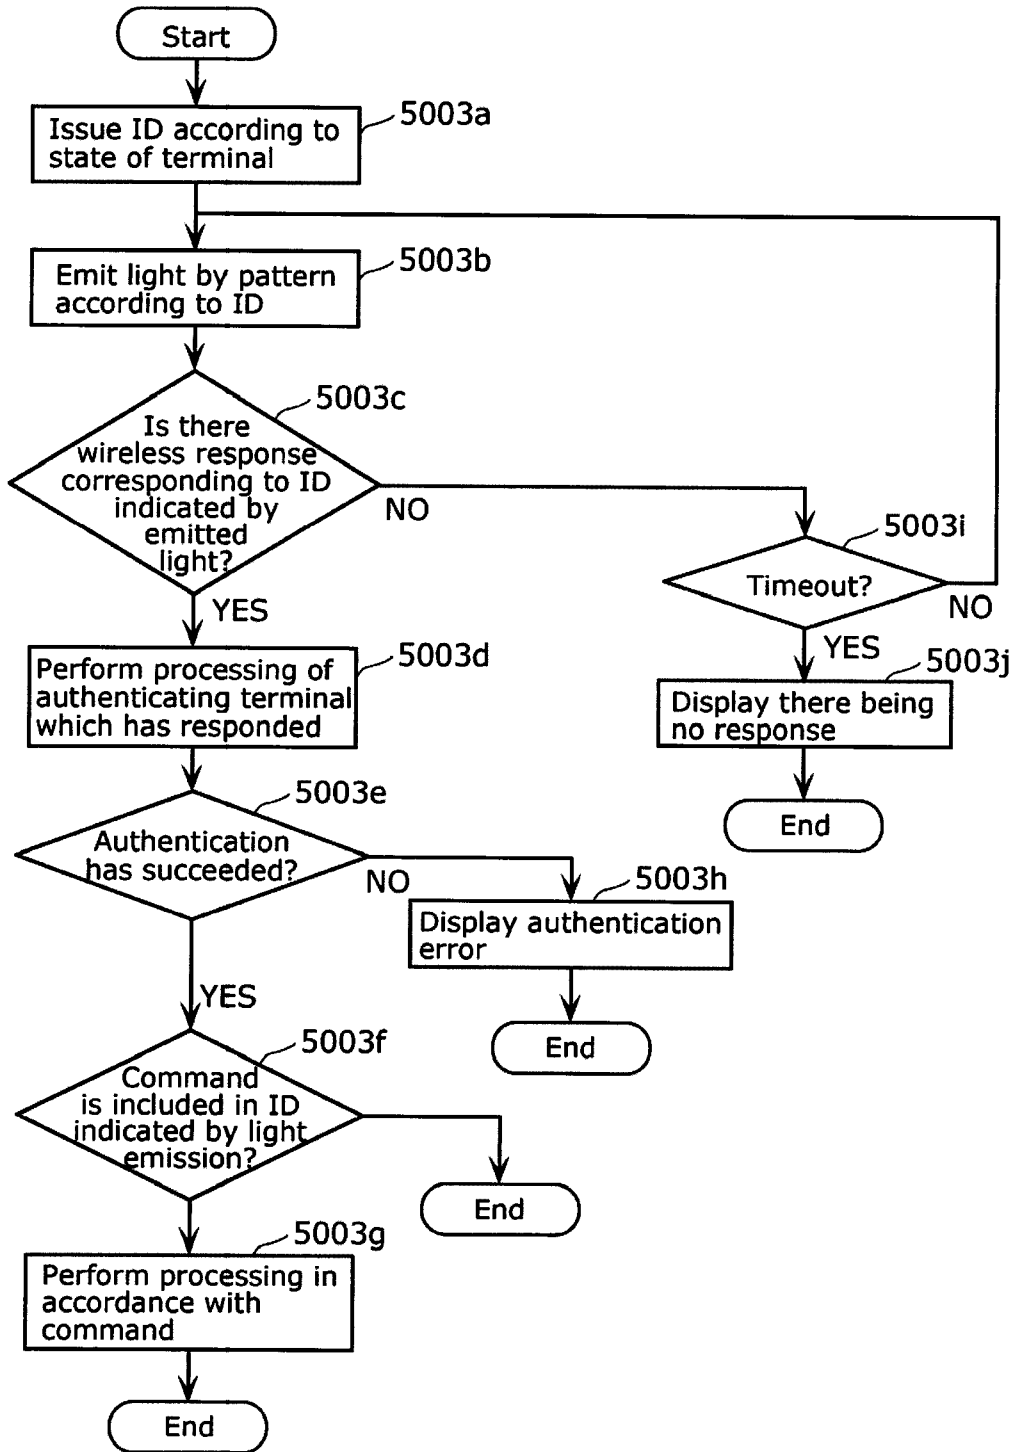 Start
5003a
Issue ID according to
state of terminal
5003b
Emit light by pattern
according to ID
5003c
Is there
wireless response
corresponding to ID
indicated by
emitted
light?
NO
YES
5003i
Timeout?
NO
YES
5003j
Display there being
no response
End
5003d
Perform processing of
authenticating terminal
which has responded
5003e
Authentication
has succeeded?
NO
YES
5003h
Display authentication
error
End
5003f
Command
is included in ID
indicated by light
emission?
End
5003g
Perform processing in
accordance with
command
End